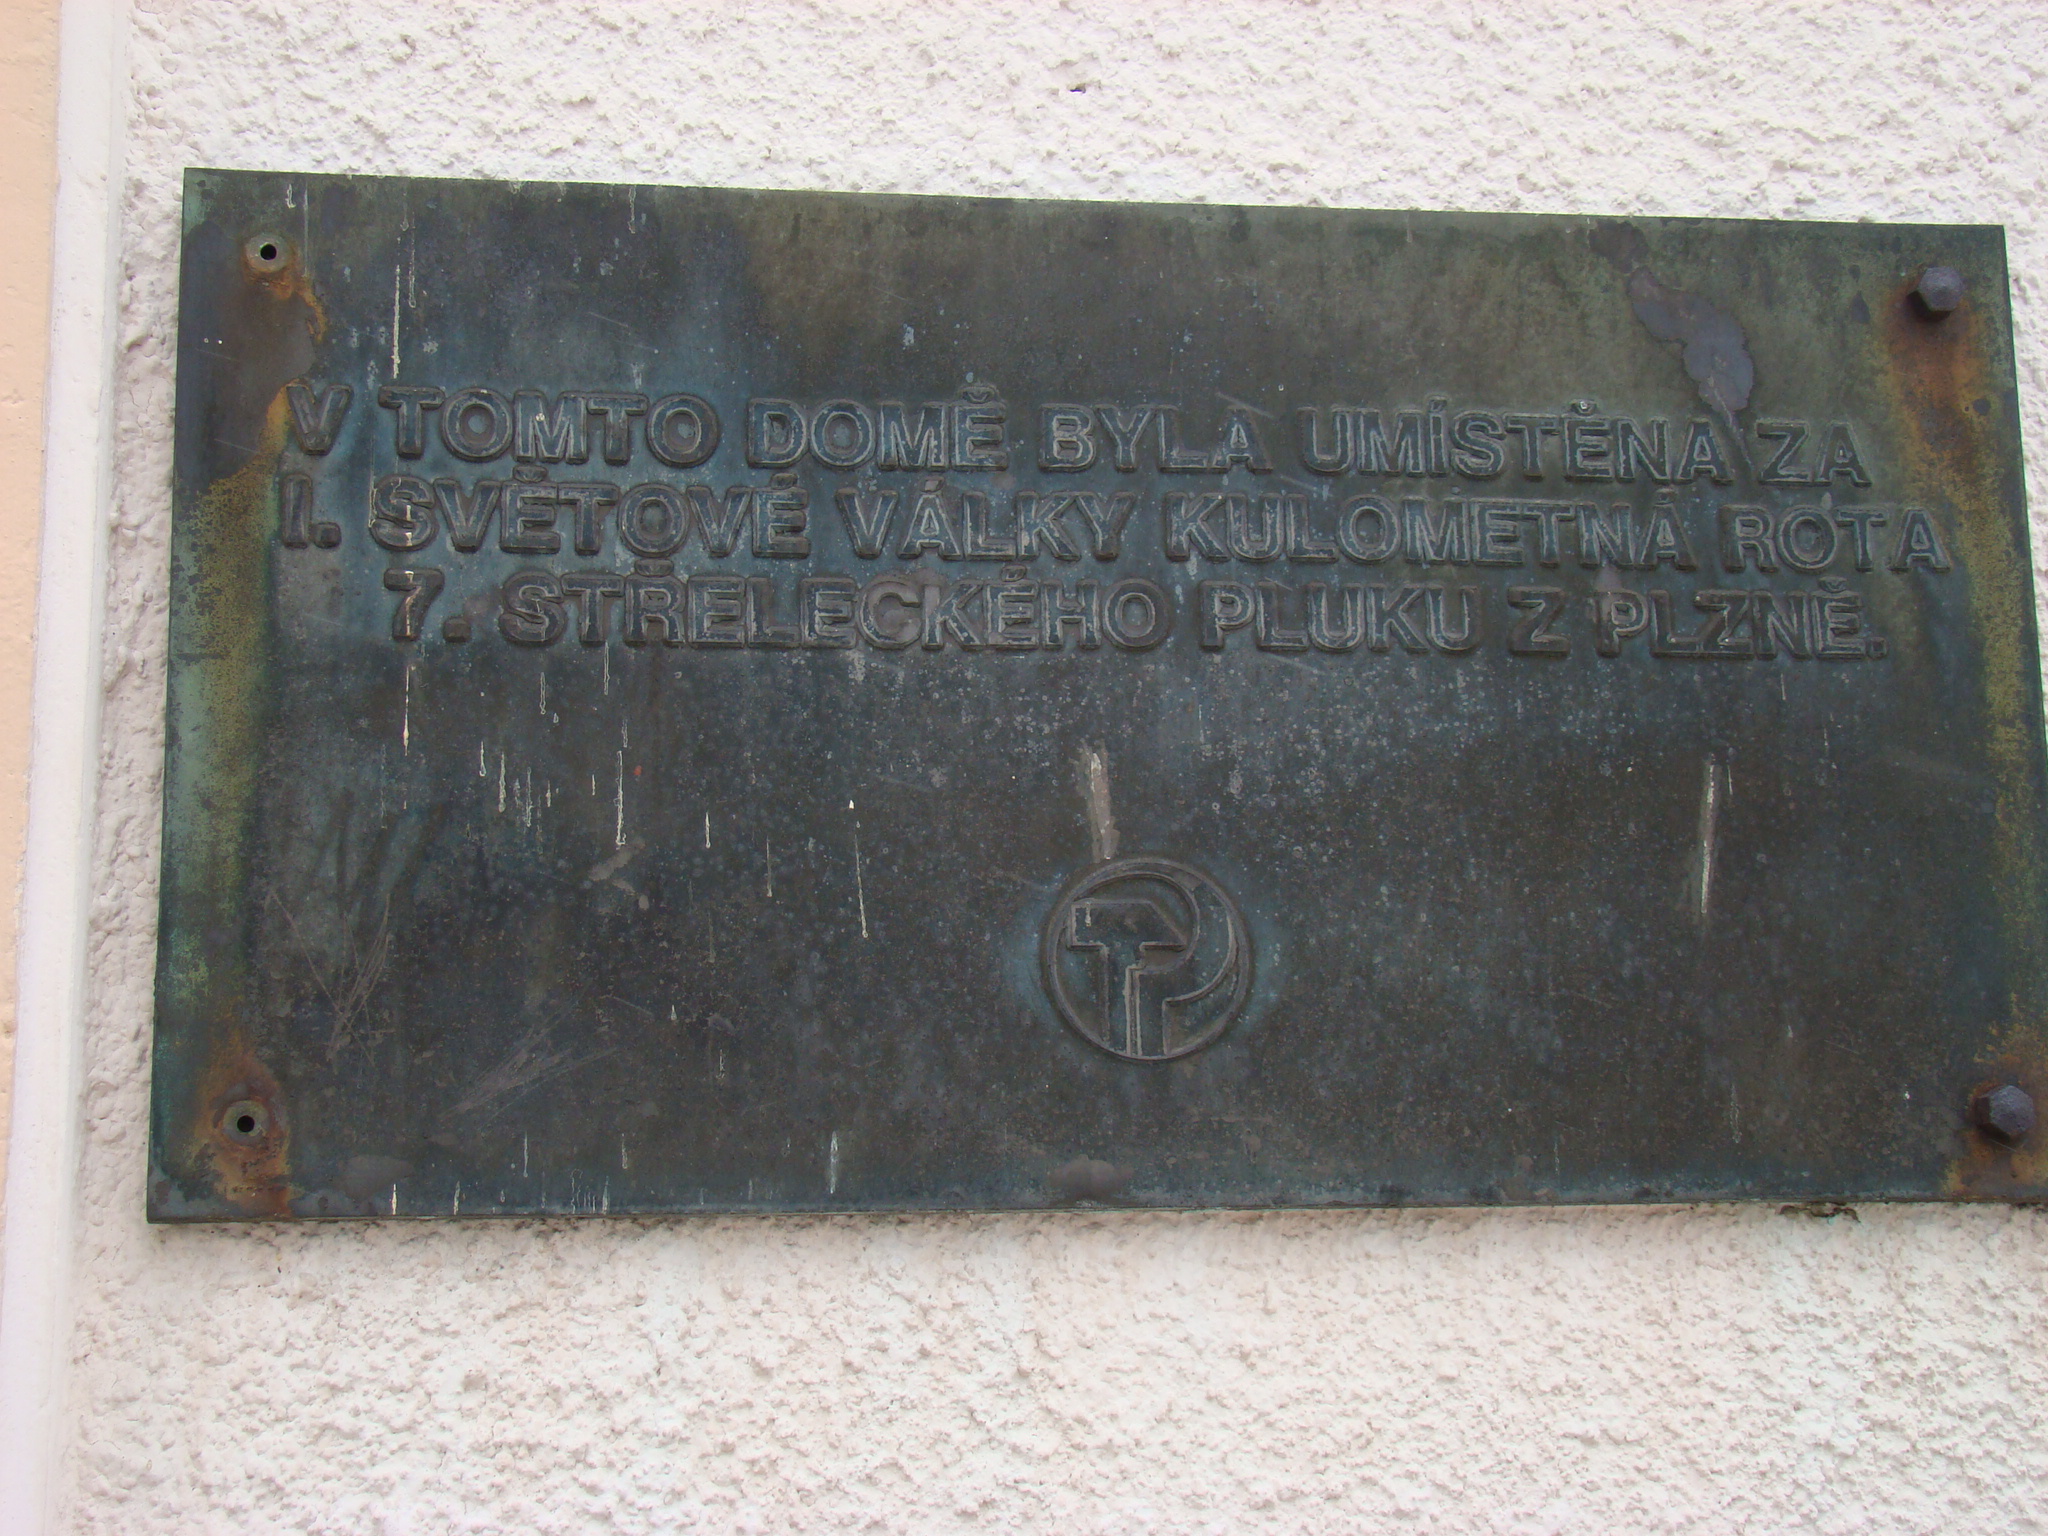 V TOMTO DOMĚ BYLA UMÍSTĚNA ZA
I. SVĚTOVÉ VÁLKY KULOMETNÁ ROTA
7. STŘELECKÉHO PLUKU Z PLZNĚ.